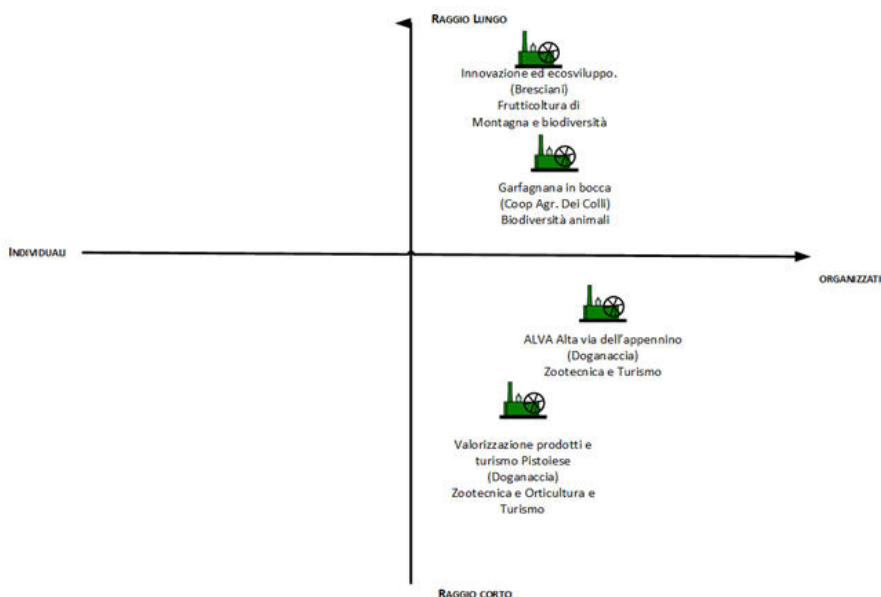 RAGGIO LUNGO
Innovazione ed ecosviluppo.
(Bresciani)
Frutticoltura di
Montagna e biodiversità
Garfagnana in bocca
(Coop Agr. Dei Colli)
Biodiversità animali
INDIVIDUALI
ORGANIZZATI
ALVA Alta via dell'appennino
(Doganaccia)
Zootecnica e Turismo
Valorizzazione prodotti e
turismo Pistoiese
(Doganaccia)
Zootecnica e Orticultura e
Turismo
RAGGIO CORTO